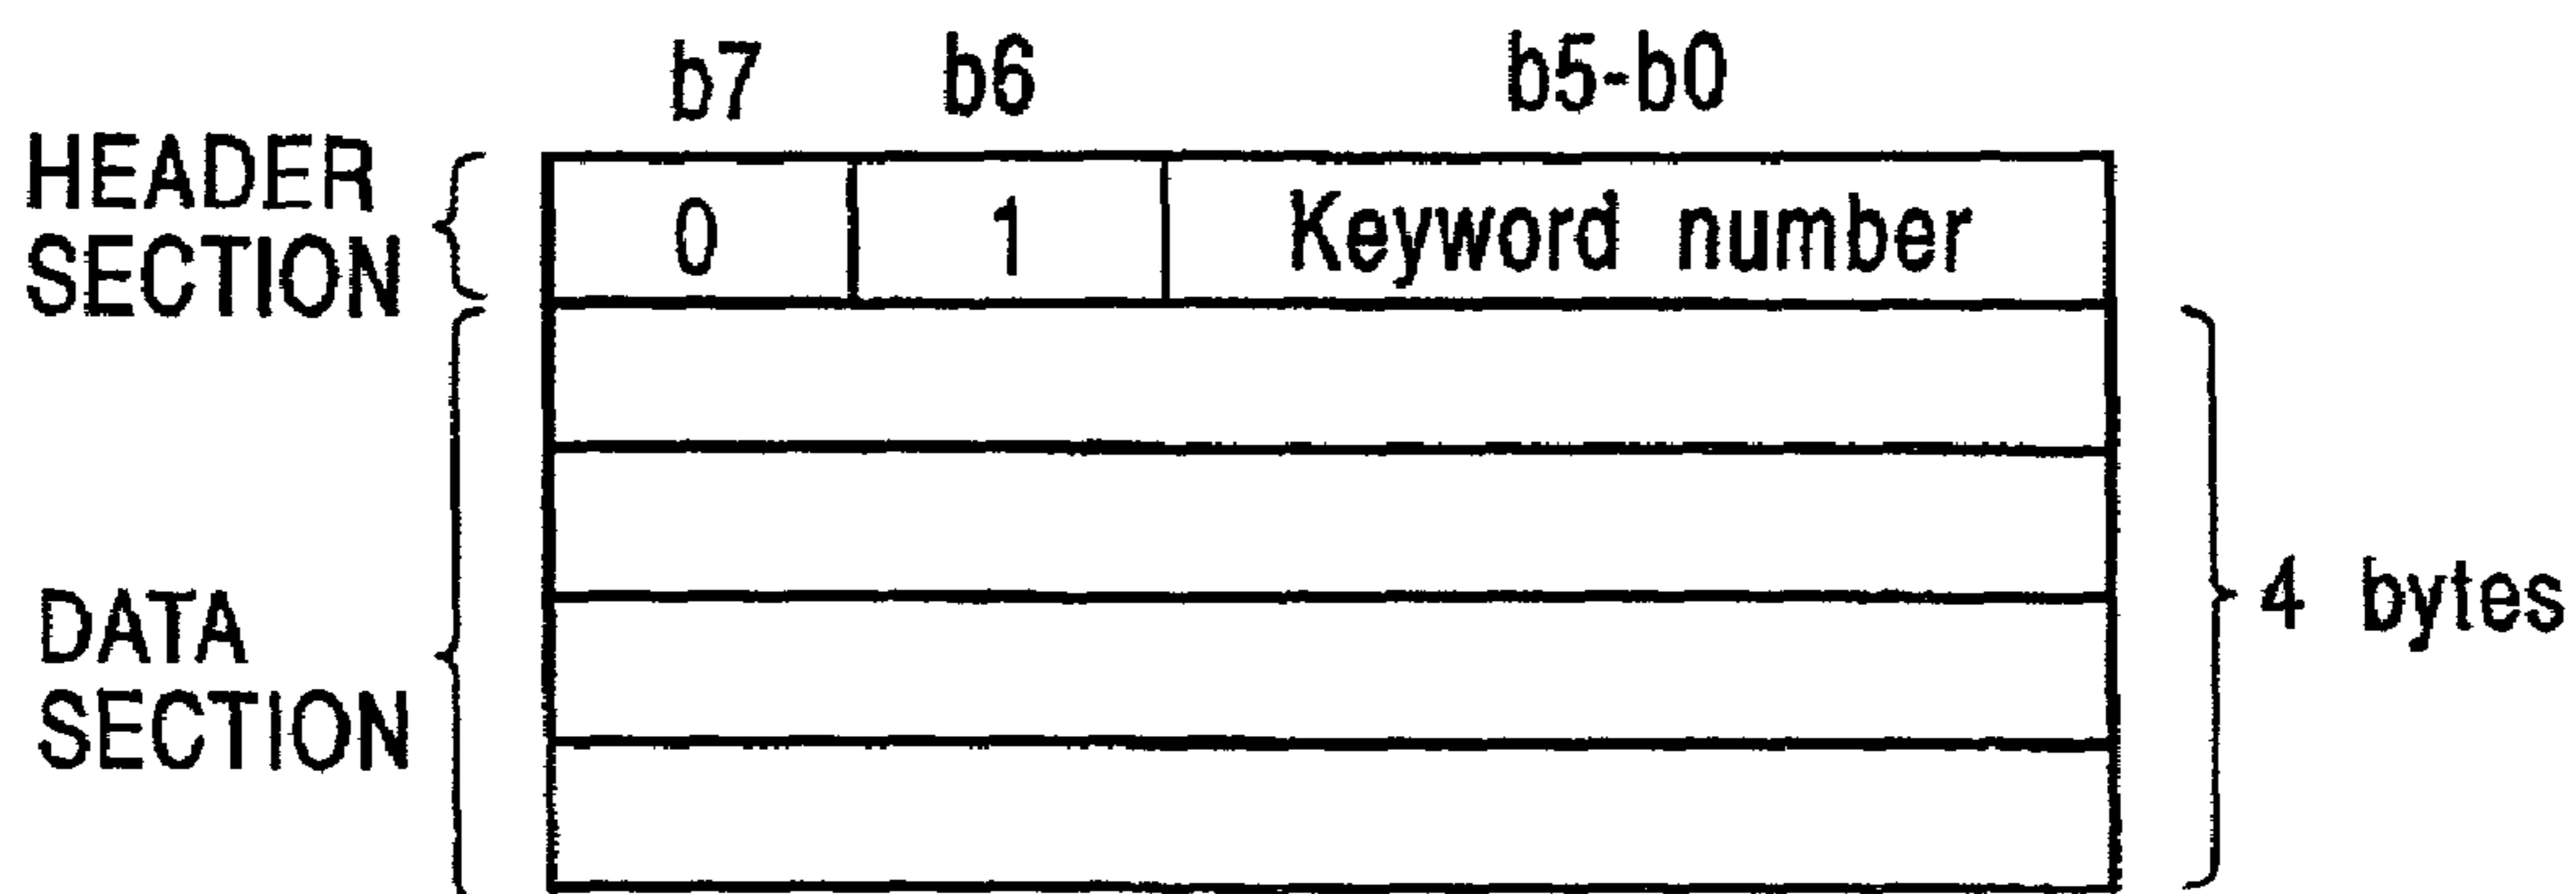 b7 b6 b5-b0
HEADER
SECTION
0 1 Keyword number
DATA
SECTION
4 bytes